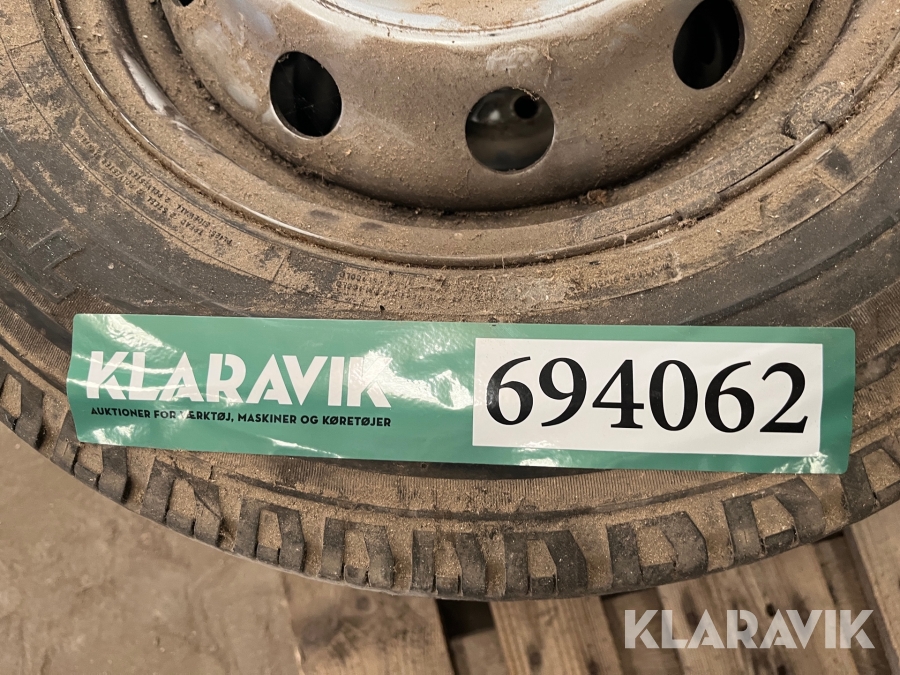 KLARAVIK
AUKTIONER FOR VÆRKTØJ, MASKINER OG KØRETØJER
694062
KLARAVIK